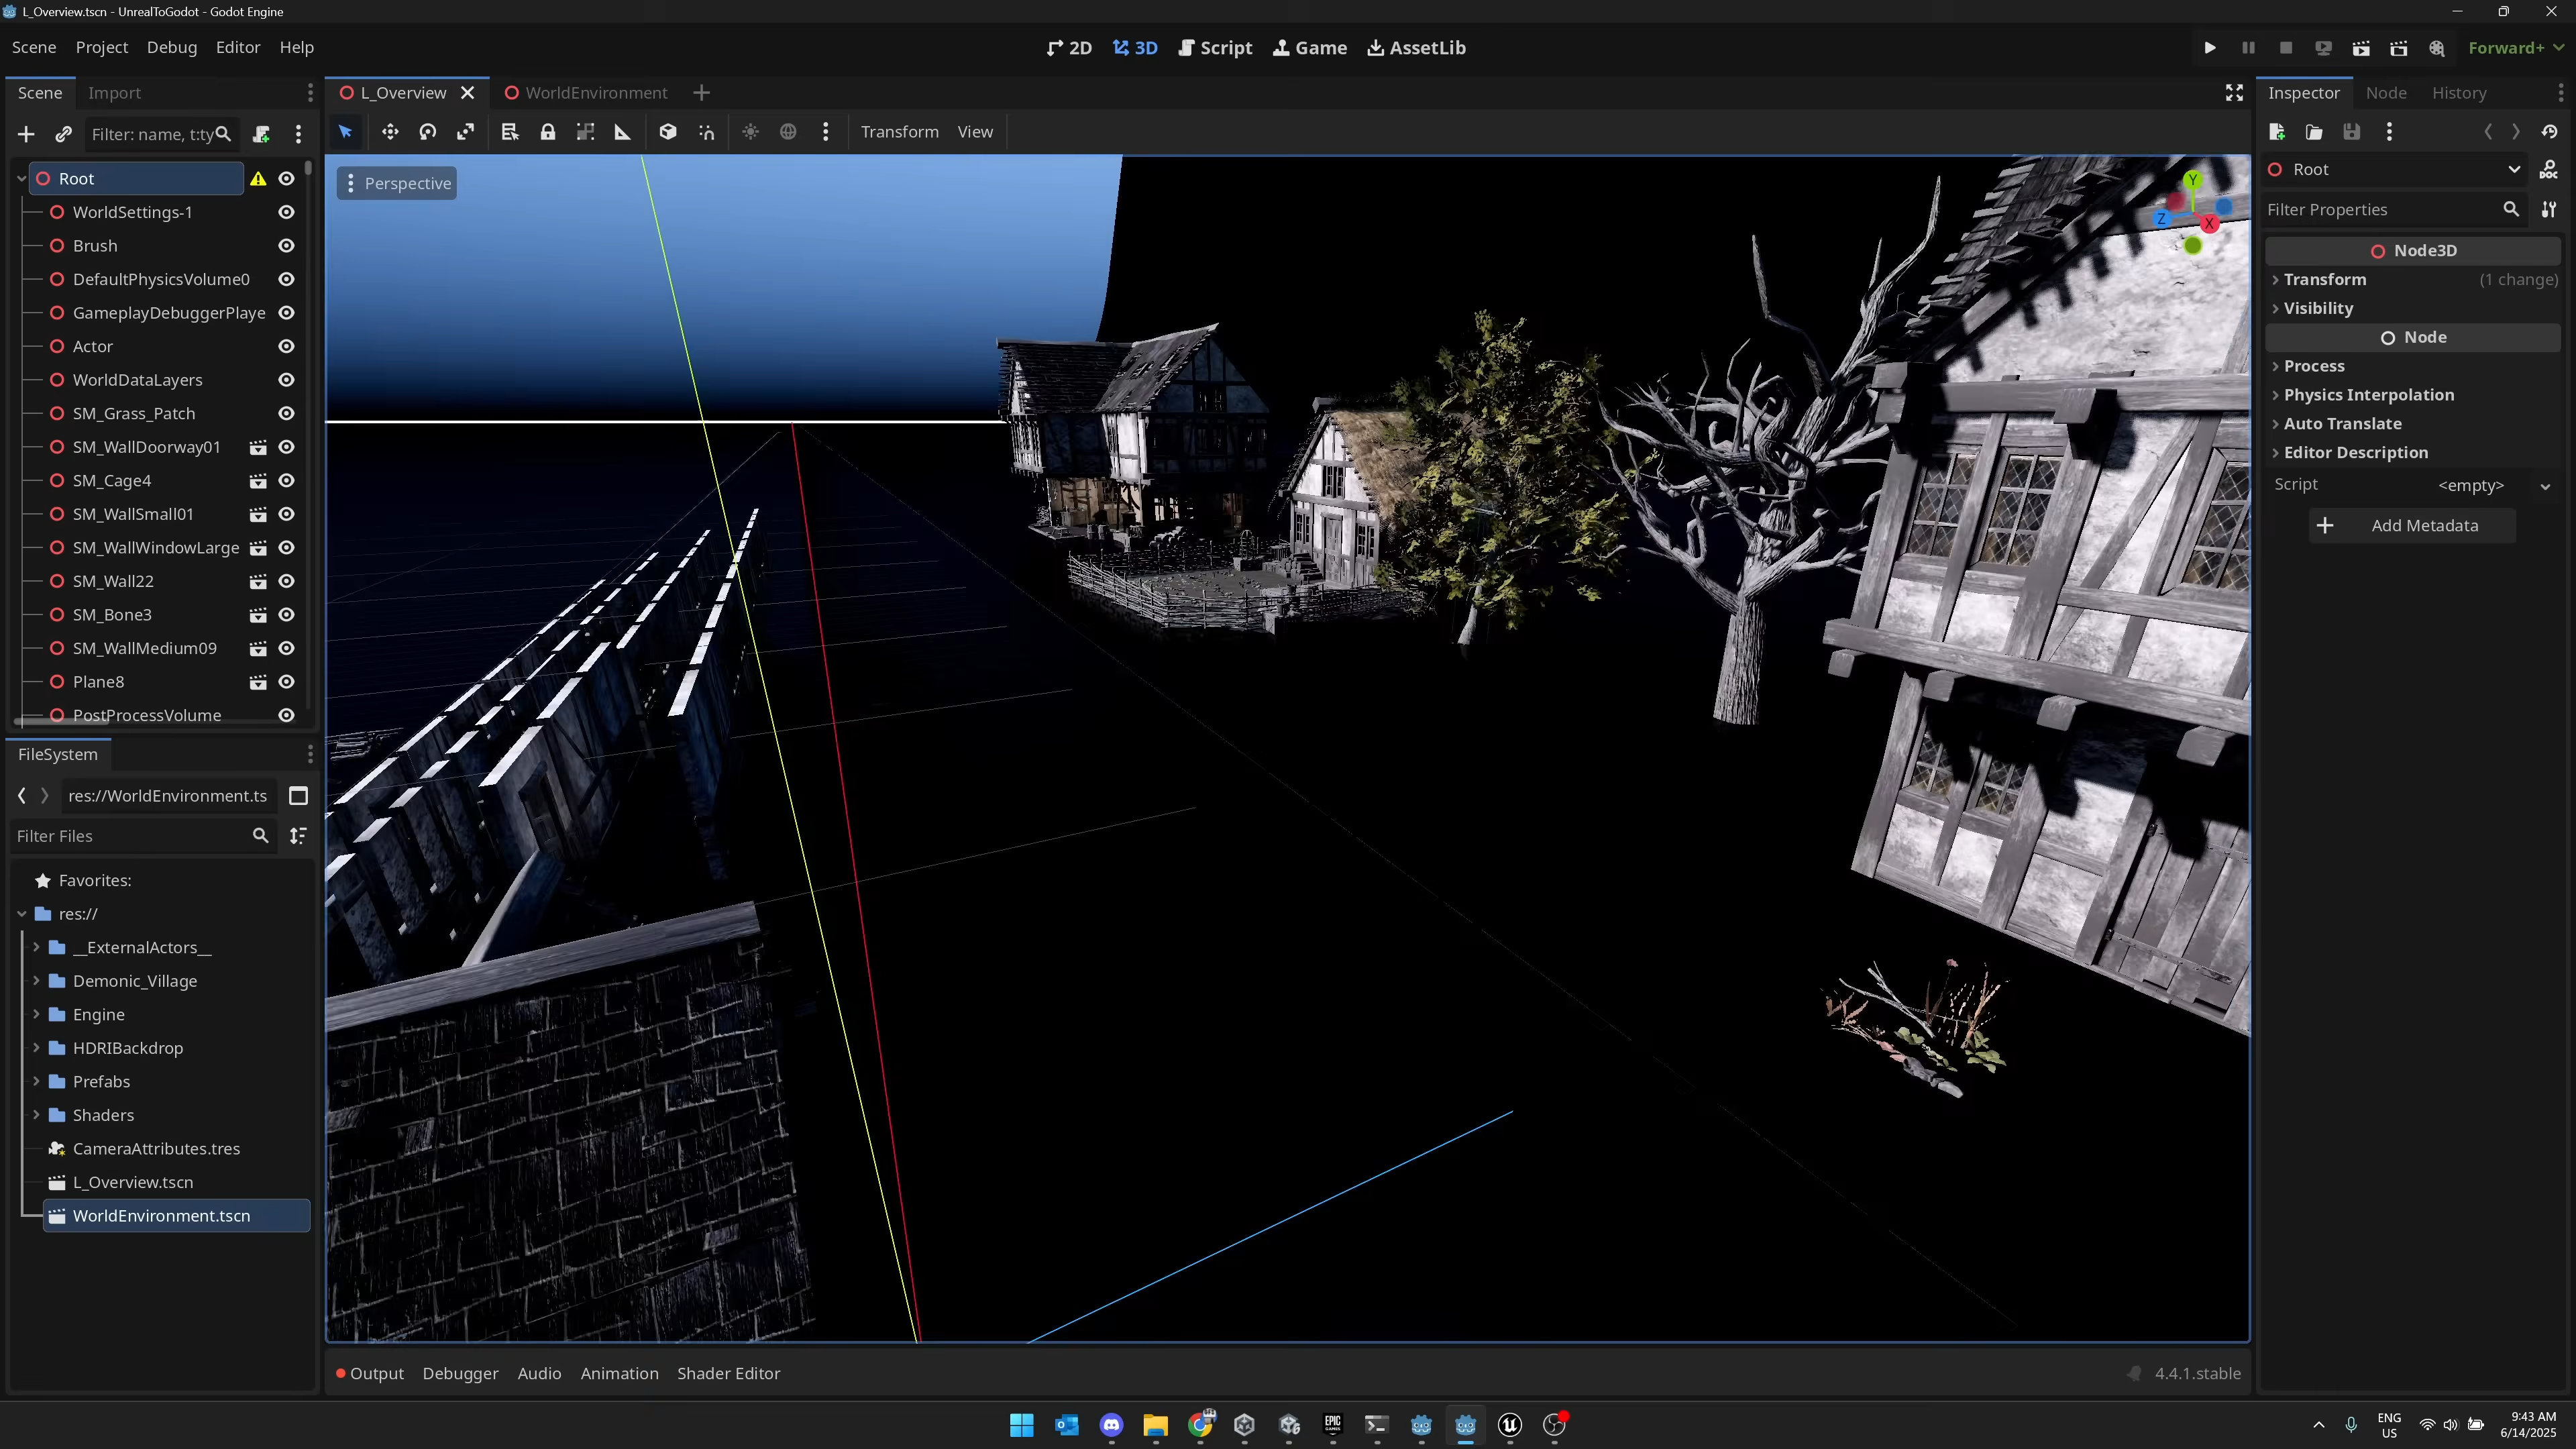 L_Overview.tscn - UnrealToGodot - Godot Engine
Scene Project Debug Editor Help
2D 3D Script Game AssetLib
Forward+
Scene Import
Filter: name, t:ty
Root
WorldSettings-1
Brush
DefaultPhysicsVolume0
GameplayDebuggerPlaye
Actor
WorldDataLayers
SM_Grass_Patch
SM_WallDoorway01
SM_Cage4
SM_WallSmall01
SM_WallWindowLarge
SM_Wall22
SM_Bone3
SM_WallMedium09
Plane8
PostProcessVolume
FileSystem
res://WorldEnvironment.ts
Filter Files
Favorites:
res://
__ExternalActors__
Demonic_Village
Engine
HDRIBackdrop
Prefabs
Shaders
CameraAttributes.tres
L_Overview.tscn
WorldEnvironment.tscn
L_Overview WorldEnvironment
Transform View
Perspective
Y
Z
X
Output Debugger Audio Animation Shader Editor
4.4.1.stable
Inspector Node History
Root
DOC
Filter Properties
Node3D
Transform (1 change)
Visibility
Node
Process
Physics Interpolation
Auto Translate
Editor Description
Script <empty>
Add Metadata
EPIC
GAMES
ENG
US
9:43 AM
6/14/2025